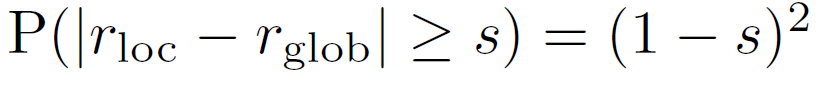 P(|r_loc − r_glob| ≥ s) = (1 − s)²